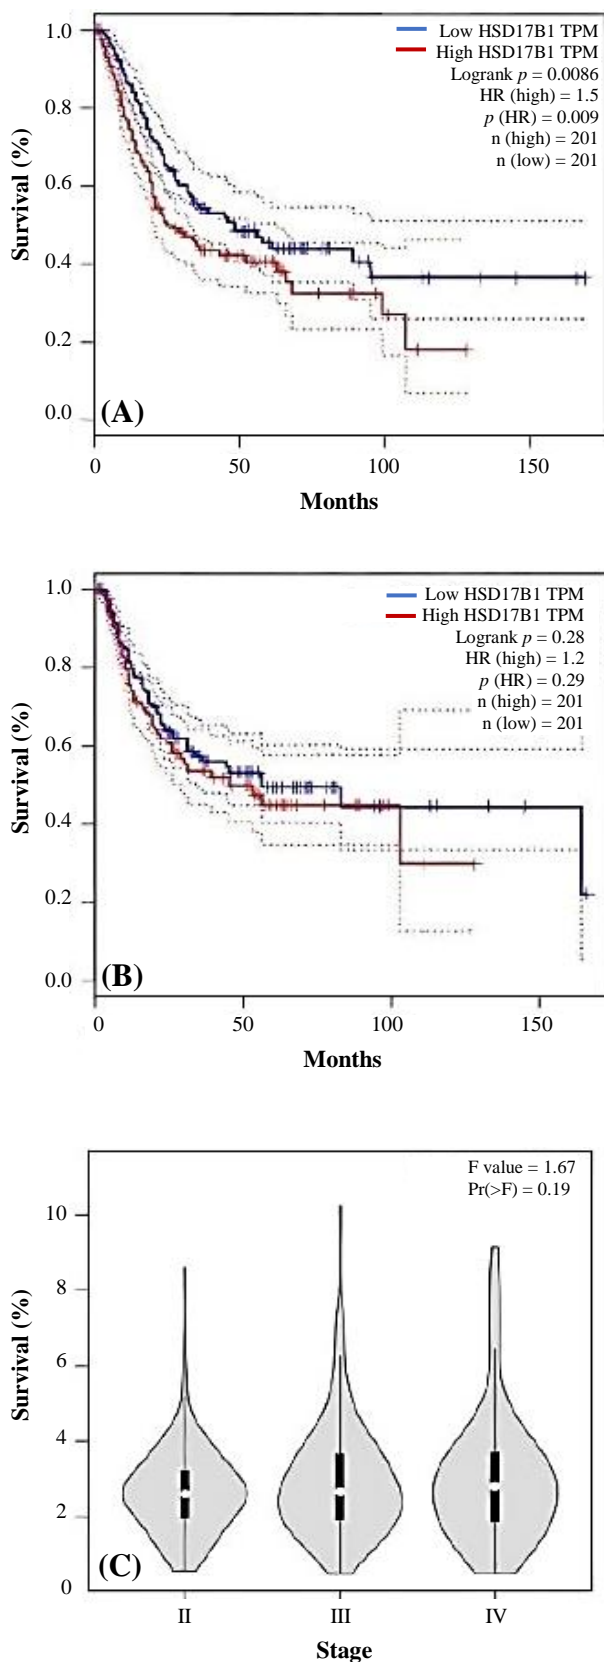 Low HSD17B1 TPM
High HSD17B1 TPM
Logrank p = 0.0086
HR (high) = 1.5
p (HR) = 0.009
n (high) = 201
n (low) = 201
Survival (%)
1.0
0.8
0.6
0.4
0.2
0.0
(A)
0 50 100 150
Months
Low HSD17B1 TPM
High HSD17B1 TPM
Logrank p = 0.28
HR (high) = 1.2
p (HR) = 0.29
n (high) = 201
n (low) = 201
Survival (%)
1.0
0.8
0.6
0.4
0.2
0.0
(B)
0 50 100 150
Months
F value = 1.67
Pr(>F) = 0.19
Survival (%)
10
8
6
4
2
0
(C)
II III IV
Stage